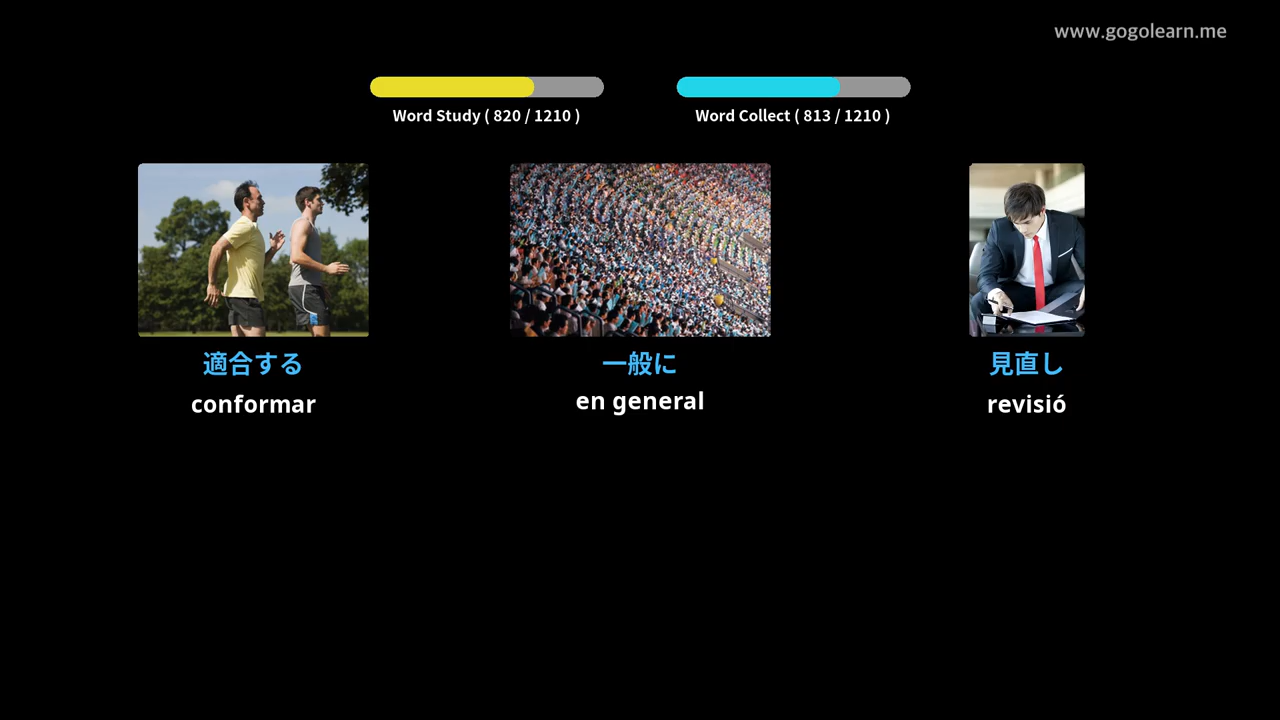 www.gogolearn.me
Word Study ( 820 / 1210 )
Word Collect ( 813 / 1210 )
適合する
conformar
一般に
en general
見直し
revisió